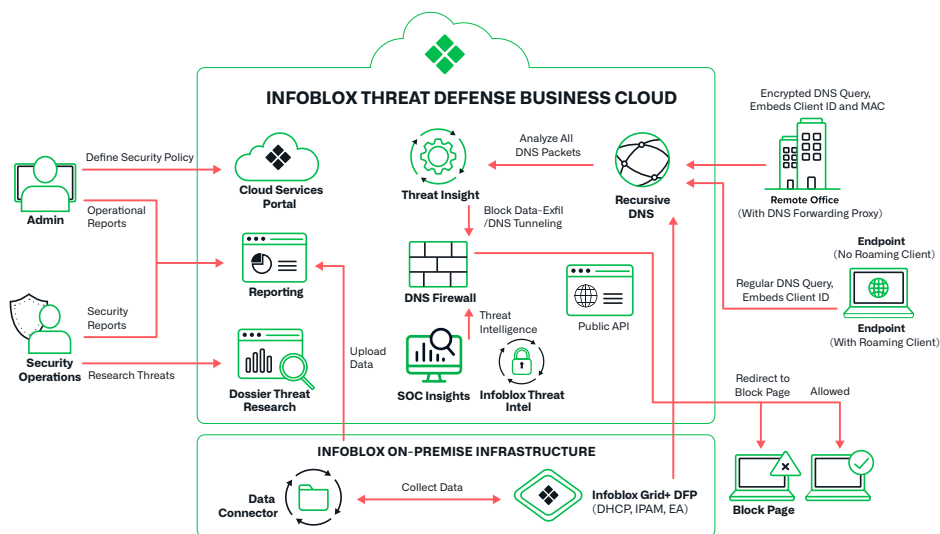 INFOBLOX THREAT DEFENSE BUSINESS CLOUD
Encrypted DNS Query,
Embeds Client ID and MAC
Define Security Policy
Admin
Operational
Reports
Cloud Services
Portal
Threat Insight
Analyze All
DNS Packets
Recursive
DNS
Remote Office
(With DNS Forwarding Proxy)
Block Data-Exfil
/DNS Tunneling
Reporting
DNS Firewall
Public API
Endpoint
(No Roaming Client)
Regular DNS Query,
Embeds Client ID
Endpoint
(With Roaming Client)
Security
Reports
Security
Operations
Research Threats
Dossier Threat
Research
Upload
Data
Threat
Intelligence
SOC Insights
Infoblox Threat
Intel
Redirect to
Block Page
Allowed
Block Page
INFOBLOX ON-PREMISE INFRASTRUCTURE
Data
Connector
Collect Data
Infoblox Grid+ DFP
(DHCP, IPAM, EA)